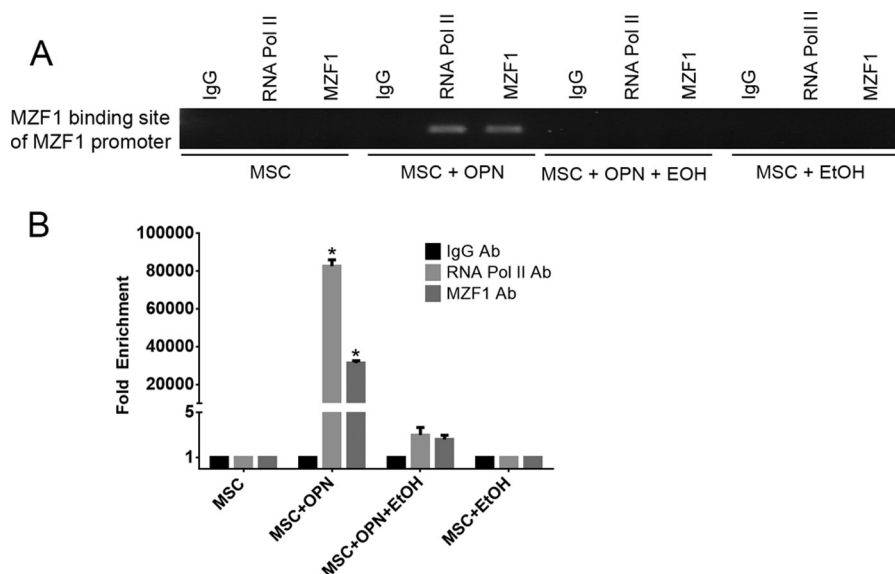 A
IgG
RNA Pol II
MZF1
IgG
RNA Pol II
MZF1
IgG
RNA Pol II
MZF1
IgG
RNA PolII
MZF1
MZF1 binding site
of MZF1 promoter
MSC
MSC + OPN
MSC + OPN + EOH
MSC + EtOH
B
Fold Enrichment
100000
80000
60000
40000
20000
5
1
*
*
IgG Ab
RNA Pol II Ab
MZF1 Ab
MSC
MSC+OPN
MSC+OPN+EtOH
MSC+EtOH